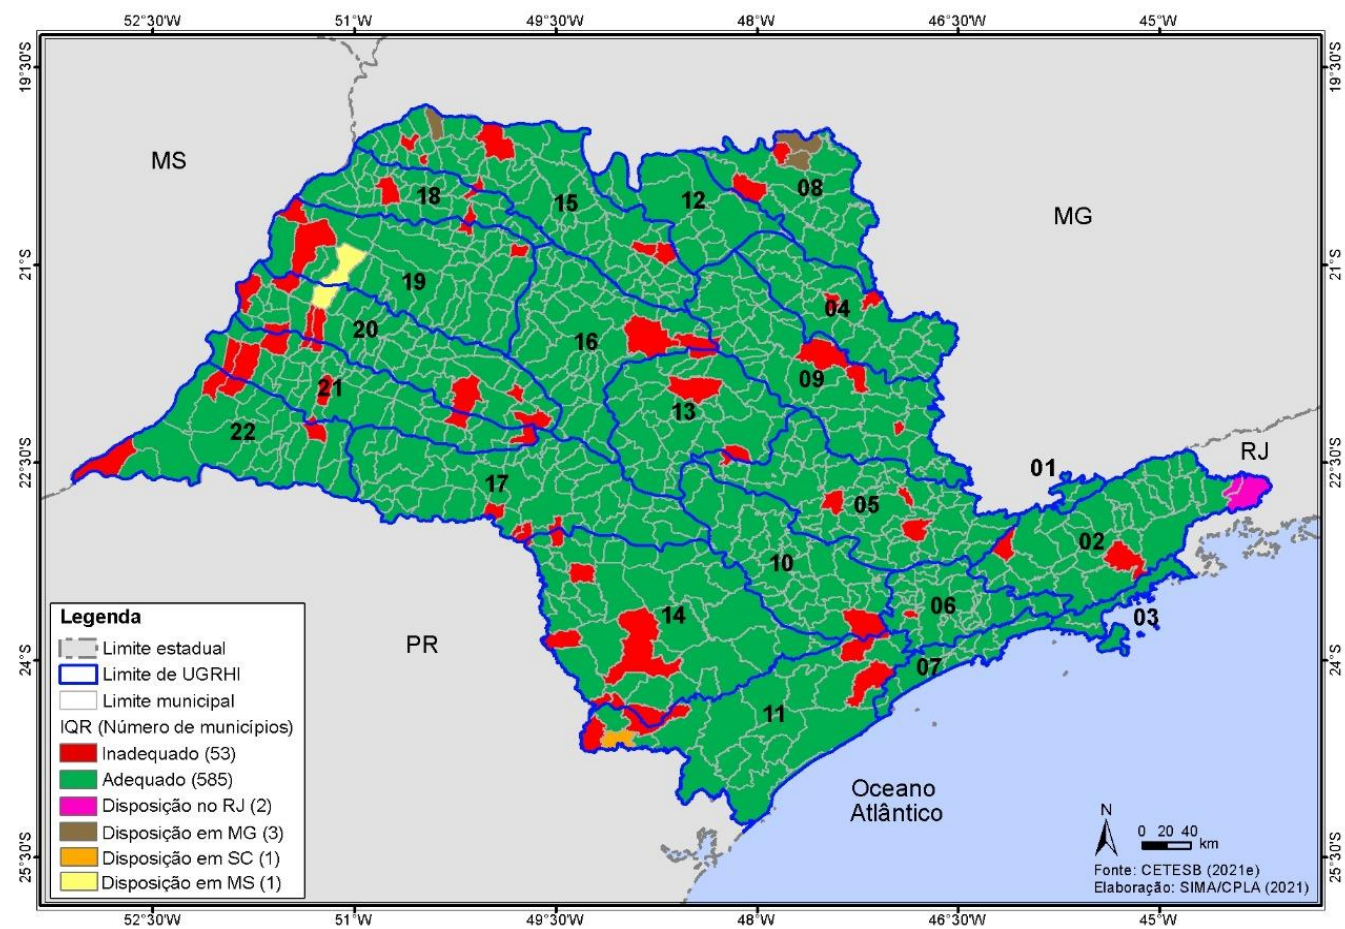 52°30'W 51°W 49°30'W 48°W 46°30'W 45°W
19°30'S 19°30'S
MS
MG
18
15
12
08
21°S 21°S
19
04
20
16
09
21
13
22
RJ
01
22°30'S 22°30'S
17
05
02
10
06
03
14
PR
07
24°S 24°S
11
Oceano
Atlântico
Legenda
Limite estadual
Limite de UGRHI
Limite municipal
IQR (Número de municípios)
Inadequado (53)
Adequado (585)
Disposição no RJ (2)
Disposição em MG (3)
Disposição em SC (1)
Disposição em MS (1)
N
0 20 40
km
25°30'S 25°30'S
Fonte: CETESB (2021e)
Elaboração: SIMA/CPLA (2021)
52°30'W 51°W 49°30'W 48°W 46°30'W 45°W